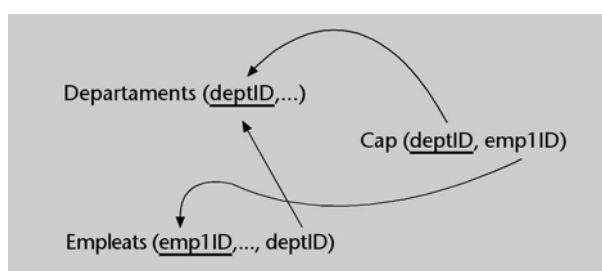 Departaments (deptID,...)
Cap (deptID, emp1ID)
Empleats (emp1ID,..., deptID)